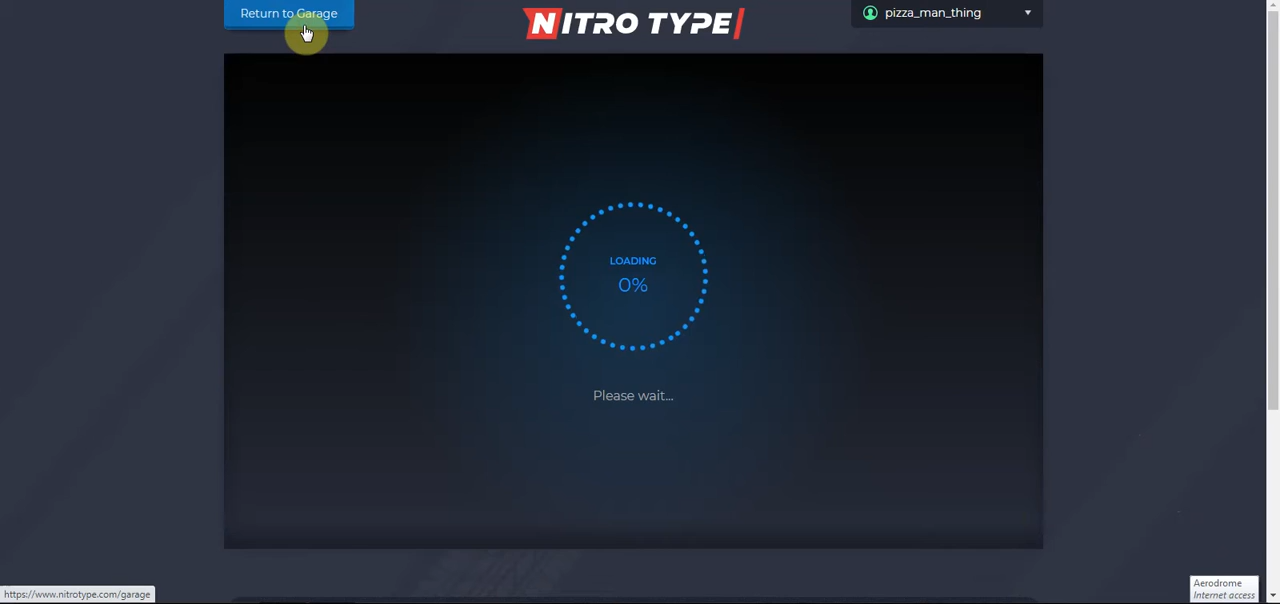 Return to Garage
NITRO TYPE
pizza_man_thing
LOADING
0%
Please wait...
https://www.nitrotype.com/garage
Aerodrome
Internet access